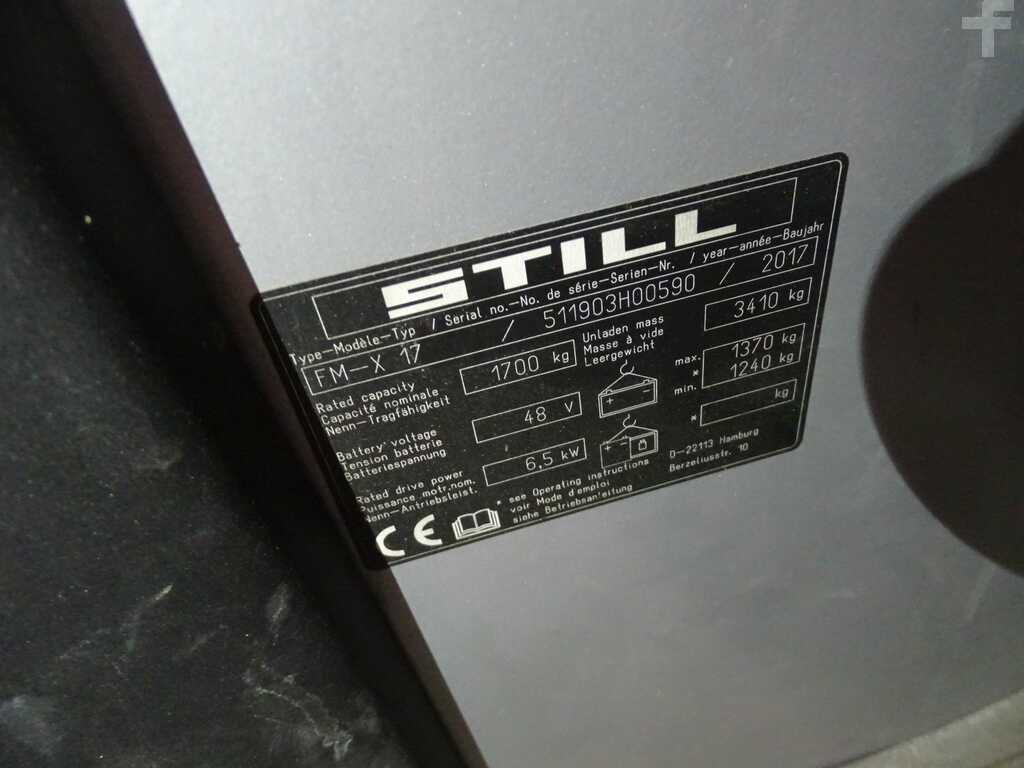 STILL
Type-Modèle-Typ / Serial no.-No. de série-Serien-Nr. / year-année-Baujahr
FM-X 17 / 511903H00590 / 2017
Rated capacity
Capacité nominale
Nenn-Tragfähigkeit
1700 kg
Unladen mass
Masse à vide
Leergewicht
3410 kg
Battery voltage
Tension batterie
Batteriespannung
48 V
max. 1370 kg
*
min. 1240 kg
Rated drive power
Puissance motr.nom.
Nenn-Antriebsleist.
6,5 kW
* kg
* see Operating instructions
voir Mode d'emploi
siehe Betriebsanleitung
D-22113 Hamburg
Berzeliusstr. 10
CE
f